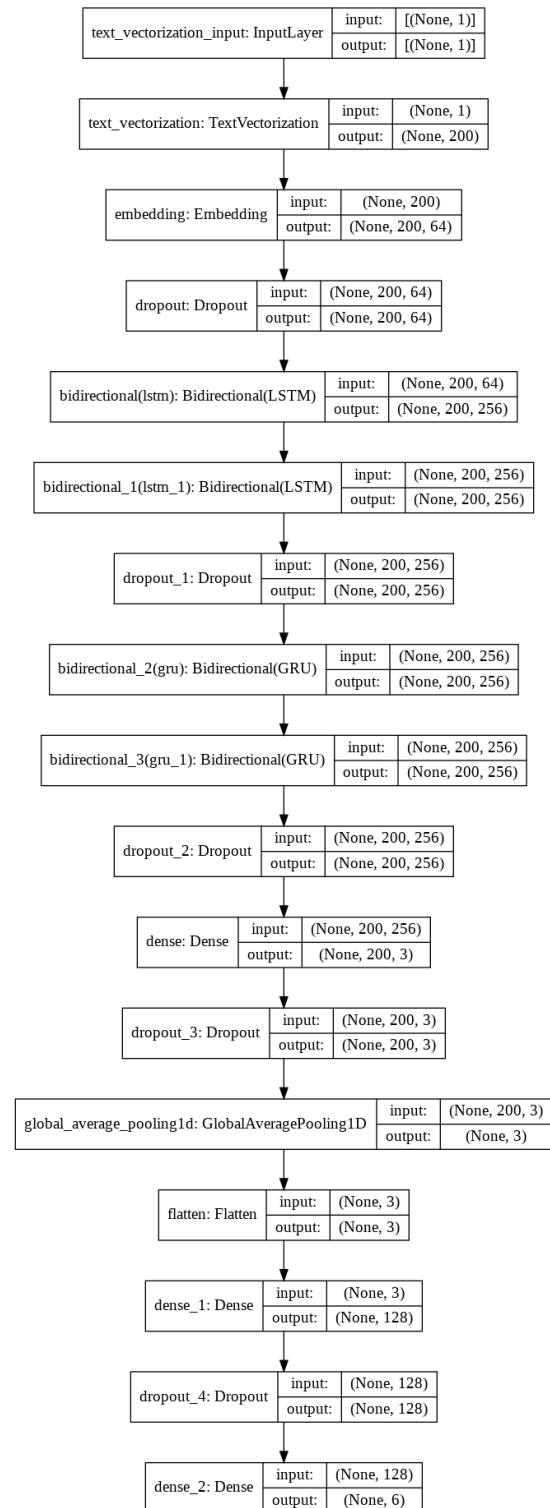 text_vectorization_input: InputLayer input: [(None, 1)]
output: [(None, 1)]
text_vectorization: TextVectorization input: (None, 1)
output: (None, 200)
embedding: Embedding input: (None, 200)
output: (None, 200, 64)
dropout: Dropout input: (None, 200, 64)
output: (None, 200, 64)
bidirectional(lstm): Bidirectional(LSTM) input: (None, 200, 64)
output: (None, 200, 256)
bidirectional_1(lstm_1): Bidirectional(LSTM) input: (None, 200, 256)
output: (None, 200, 256)
dropout_1: Dropout input: (None, 200, 256)
output: (None, 200, 256)
bidirectional_2(gru): Bidirectional(GRU) input: (None, 200, 256)
output: (None, 200, 256)
bidirectional_3(gru_1): Bidirectional(GRU) input: (None, 200, 256)
output: (None, 200, 256)
dropout_2: Dropout input: (None, 200, 256)
output: (None, 200, 256)
dense: Dense input: (None, 200, 256)
output: (None, 200, 3)
dropout_3: Dropout input: (None, 200, 3)
output: (None, 200, 3)
global_average_pooling1d: GlobalAveragePooling1D input: (None, 200, 3)
output: (None, 3)
flatten: Flatten input: (None, 3)
output: (None, 3)
dense_1: Dense input: (None, 3)
output: (None, 128)
dropout_4: Dropout input: (None, 128)
output: (None, 128)
dense_2: Dense input: (None, 128)
output: (None, 6)